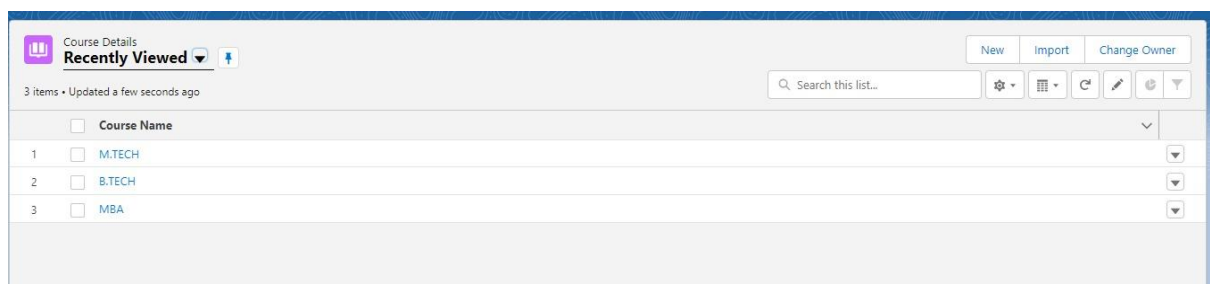 Course Details
Recently Viewed
New Import Change Owner
3 items • Updated a few seconds ago
Search this list...
Course Name
1 M.TECH
2 B.TECH
3 MBA